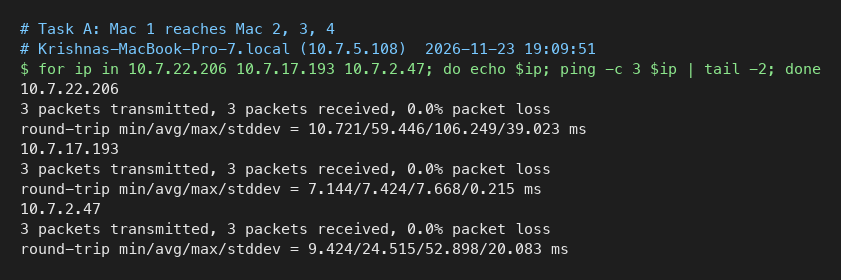 # Task A: Mac 1 reaches Mac 2, 3, 4
# Krishnas-MacBook-Pro-7.local (10.7.5.108)  2026-11-23 19:09:51
$ for ip in 10.7.22.206 10.7.17.193 10.7.2.47; do echo $ip; ping -c 3 $ip | tail -2; done
10.7.22.206
3 packets transmitted, 3 packets received, 0.0% packet loss
round-trip min/avg/max/stddev = 10.721/59.446/106.249/39.023 ms
10.7.17.193
3 packets transmitted, 3 packets received, 0.0% packet loss
round-trip min/avg/max/stddev = 7.144/7.424/7.668/0.215 ms
10.7.2.47
3 packets transmitted, 3 packets received, 0.0% packet loss
round-trip min/avg/max/stddev = 9.424/24.515/52.898/20.083 ms